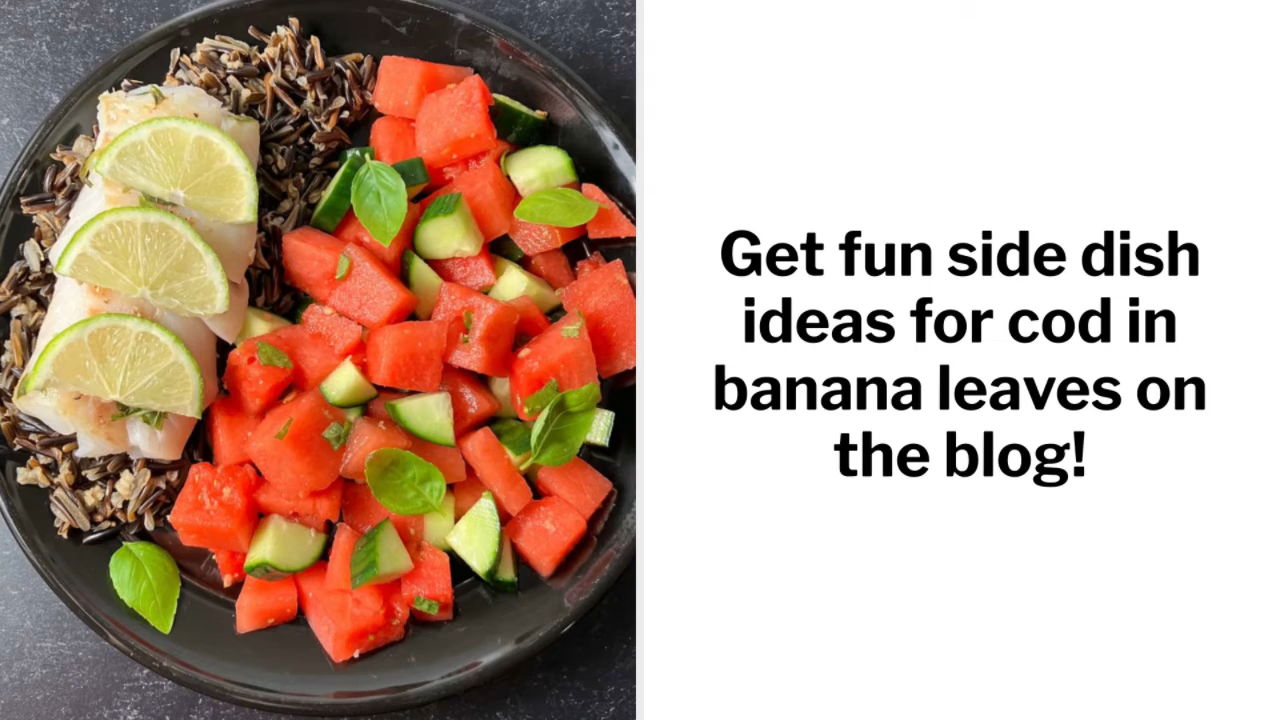 Get fun side dish
ideas for cod in
banana leaves on
the blog!